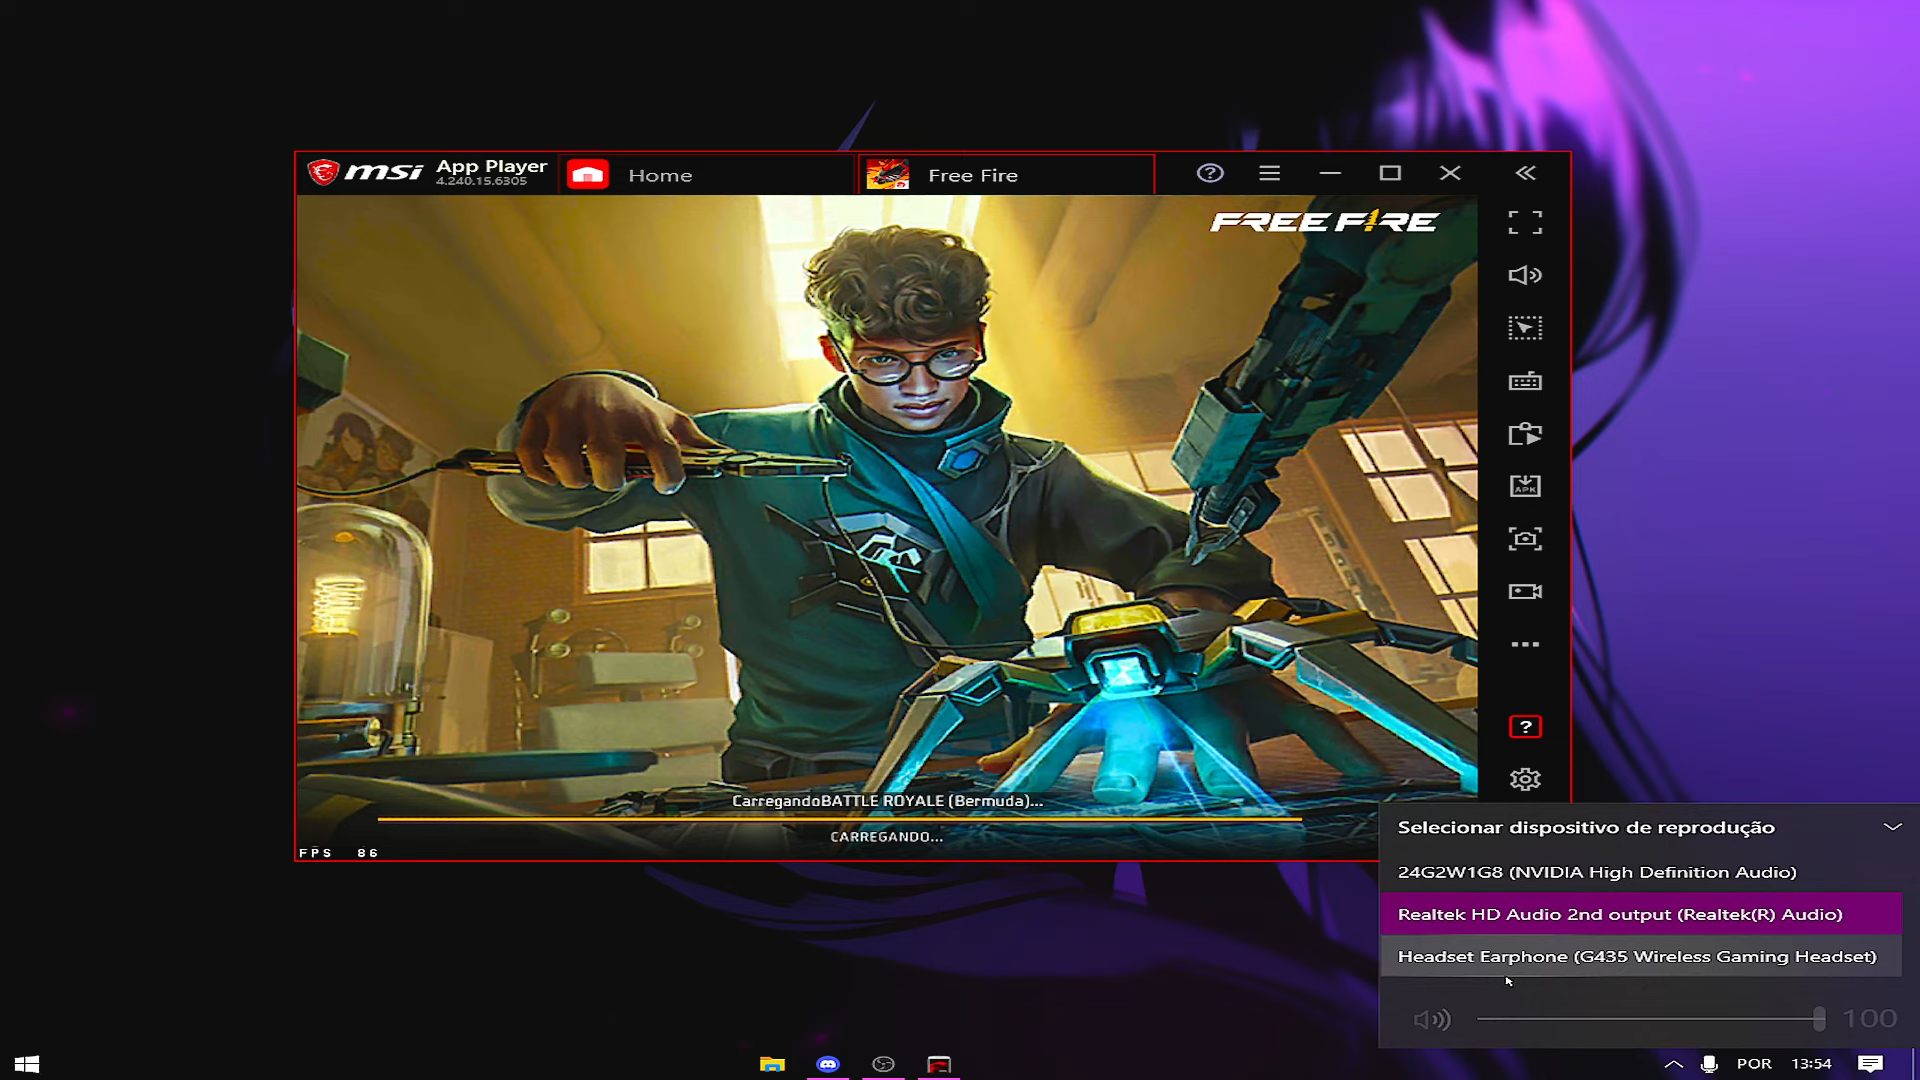 msi App Player
4.240.15.6305
Home
Free Fire
FREE FIRE
APK
?
CarregandoBATTLE ROYALE (Bermuda)...
CARREGANDO...
FPS 86
Selecionar dispositivo de reprodução
24G2W1G8 (NVIDIA High Definition Audio)
Realtek HD Audio 2nd output (Realtek(R) Audio)
Headset Earphone (G435 Wireless Gaming Headset)
100
POR 13:54